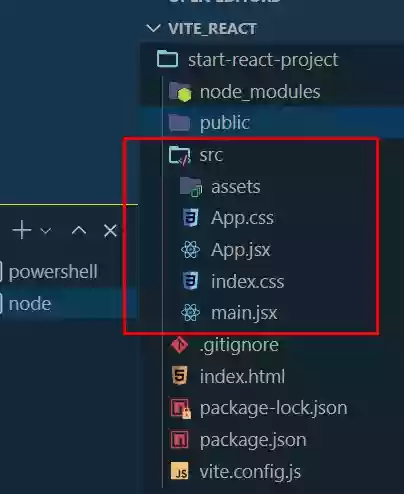 VITE_REACT
start-react-project
node_modules
public
src
assets
App.css
App.jsx
index.css
main.jsx
.gitignore
index.html
package-lock.json
package.json
vite.config.js
powershell
node